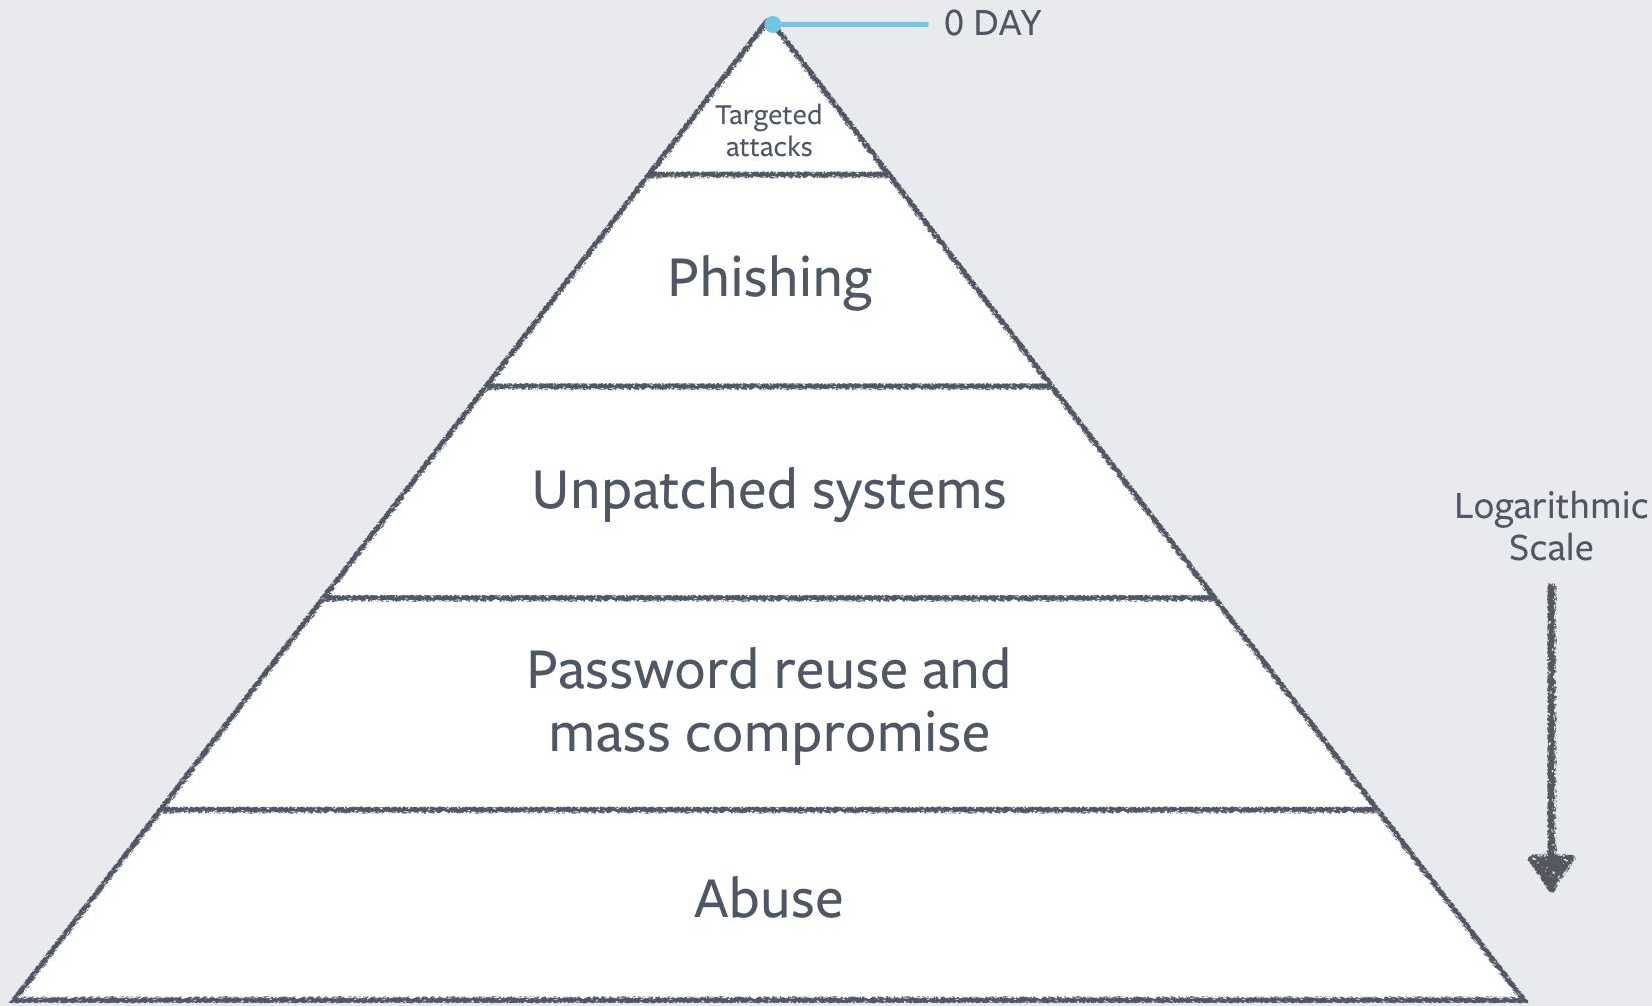 0 DAY
Targeted
attacks
Phishing
Unpatched systems
Logarithmic
Scale
Password reuse and
mass compromise
Abuse